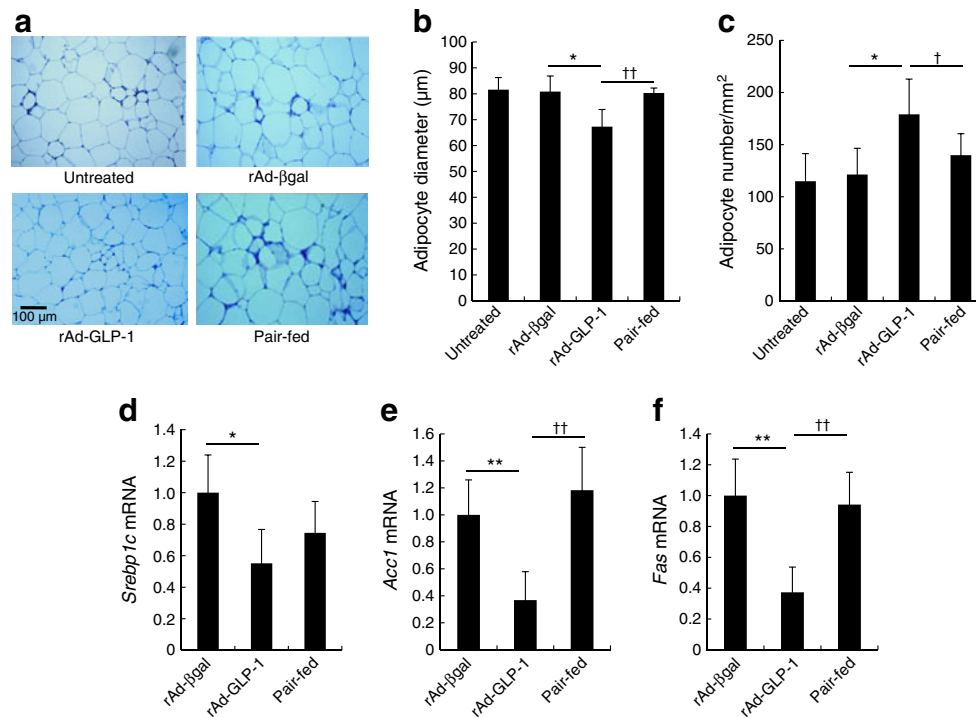 a
Untreated
rAd-βgal
100 µm
rAd-GLP-1
Pair-fed
b
Adipocyte diameter (µm)
100
90
80
70
60
50
40
30
20
10
0
*
††
Untreated
rAd-βgal
rAd-GLP-1
Pair-fed
c
Adipocyte number/mm²
250
200
150
100
50
0
*
†
Untreated
rAd-βgal
rAd-GLP-1
Pair-fed
d
Srebp1c mRNA
1.4
1.2
1.0
0.8
0.6
0.4
0.2
0
*
rAd-βgal
rAd-GLP-1
Pair-fed
e
Acc1 mRNA
1.6
1.4
1.2
1.0
0.8
0.6
0.4
0.2
0
**
††
rAd-βgal
rAd-GLP-1
Pair-fed
f
Fas mRNA
1.4
1.2
1.0
0.8
0.6
0.4
0.2
0
**
††
rAd-βgal
rAd-GLP-1
Pair-fed